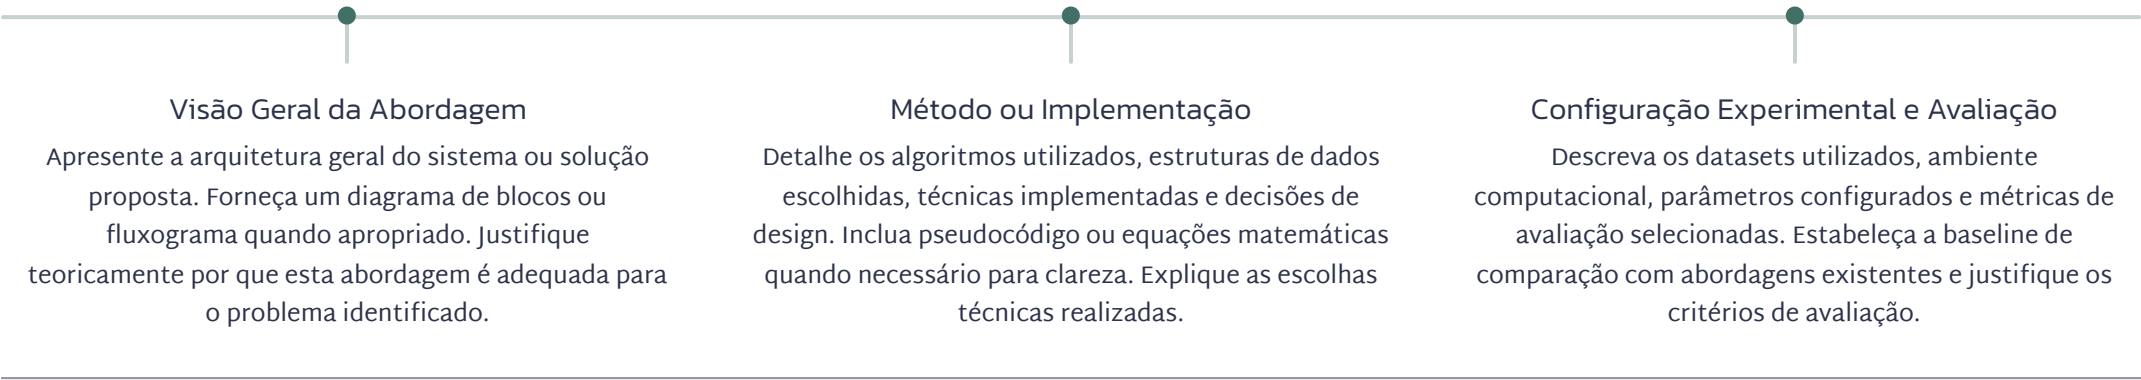 Visão Geral da Abordagem
Apresente a arquitetura geral do sistema ou solução
proposta. Forneça um diagrama de blocos ou
fluxograma quando apropriado. Justifique
teoricamente por que esta abordagem é adequada para
o problema identificado.
Método ou Implementação
Detalhe os algoritmos utilizados, estruturas de dados
escolhidas, técnicas implementadas e decisões de
design. Inclua pseudocódigo ou equações matemáticas
quando necessário para clareza. Explique as escolhas
técnicas realizadas.
Configuração Experimental e Avaliação
Descreva os datasets utilizados, ambiente
computacional, parâmetros configurados e métricas de
avaliação selecionadas. Estabeleça a baseline de
comparação com abordagens existentes e justifique os
critérios de avaliação.